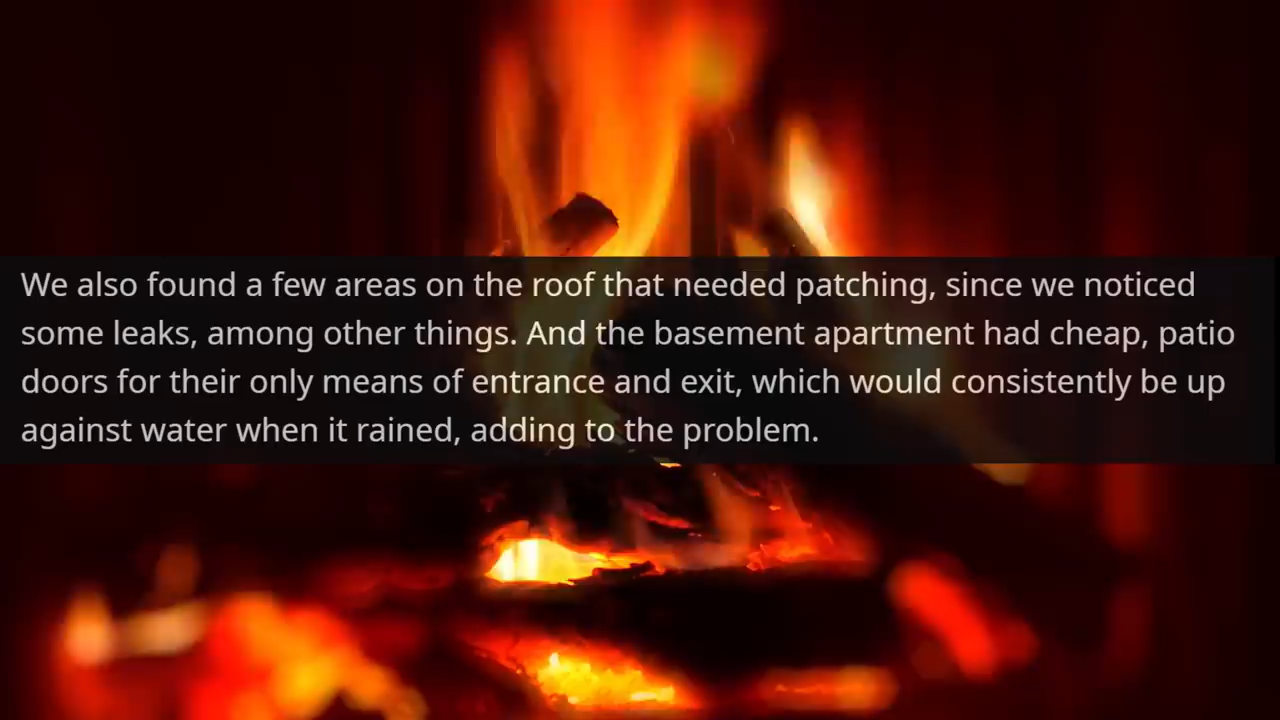 We also found a few areas on the roof that needed patching, since we noticed
some leaks, among other things. And the basement apartment had cheap, patio
doors for their only means of entrance and exit, which would consistently be up
against water when it rained, adding to the problem.